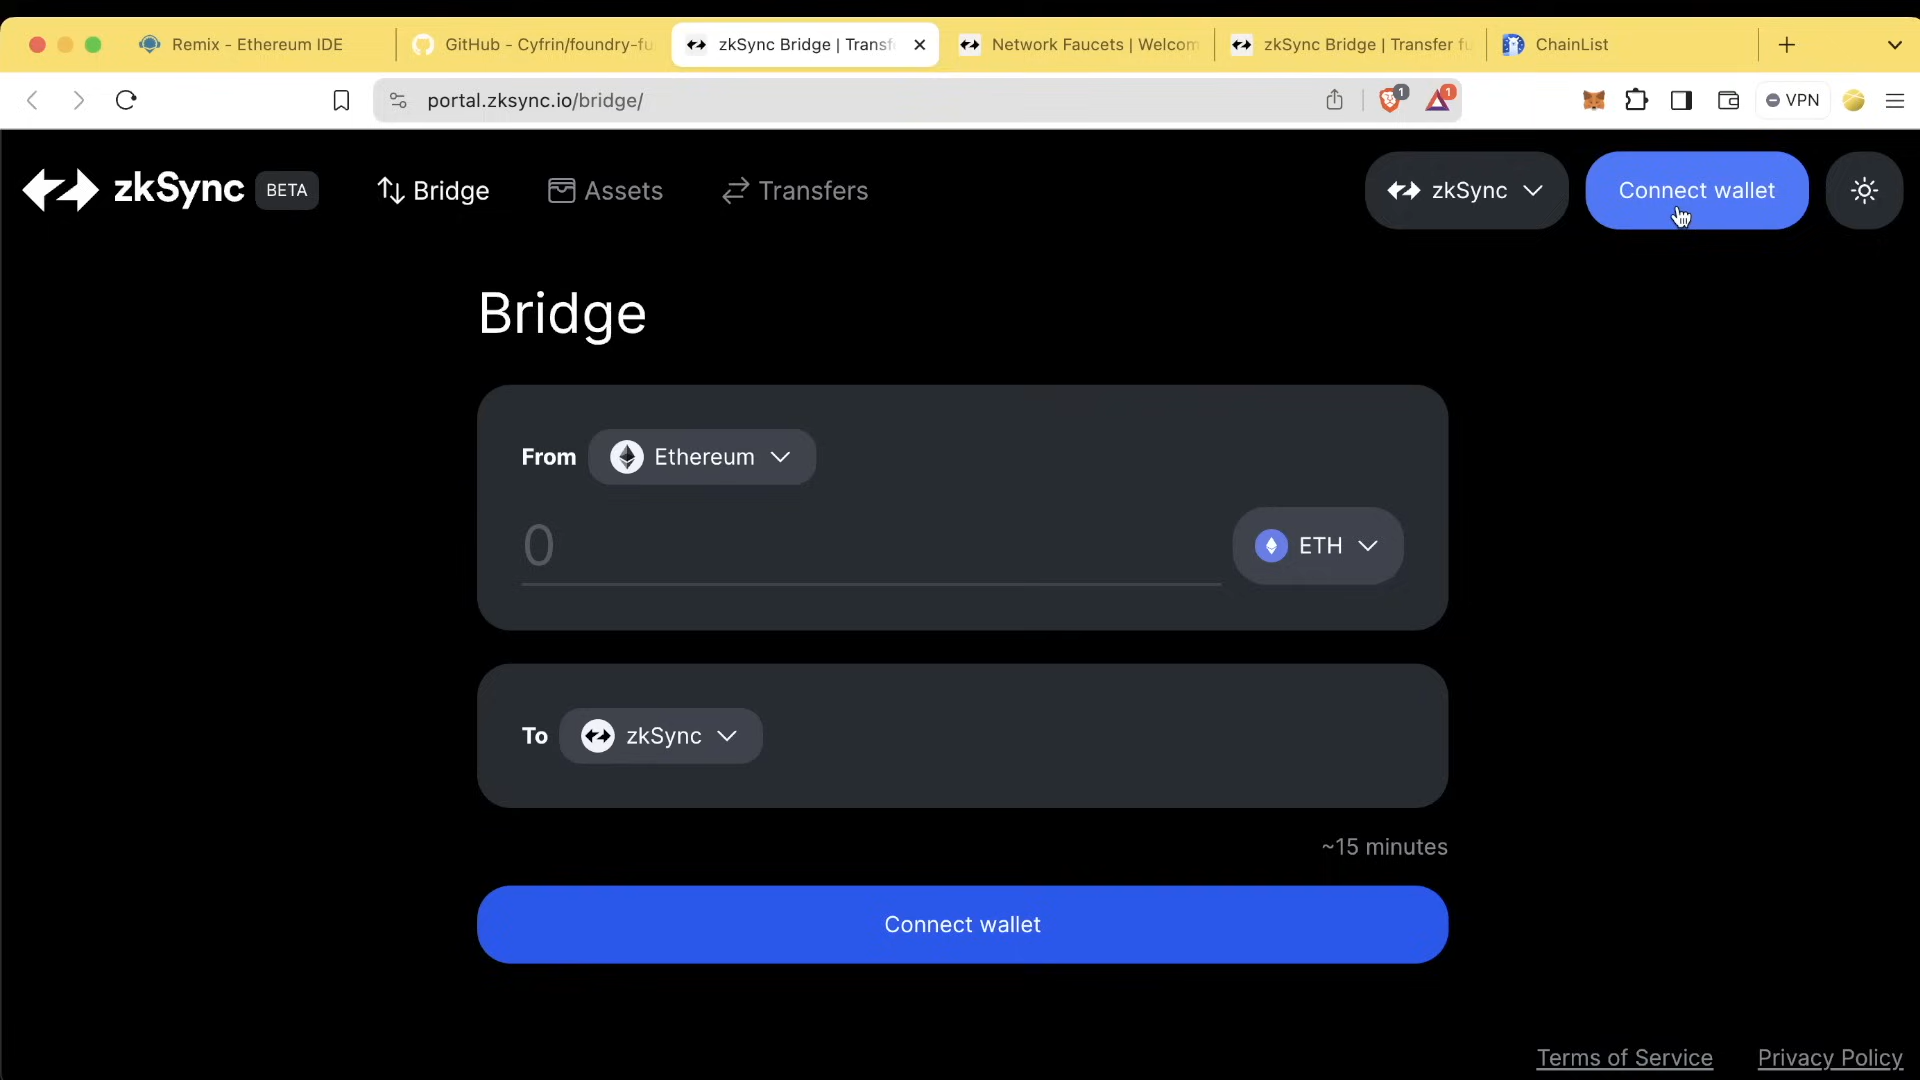 Remix - Ethereum IDE
GitHub - Cyfrin/foundry-fu
zkSync Bridge | Transf
Network Faucets | Welcom
zkSync Bridge | Transfer fu
ChainList
portal.zksync.io/bridge/
1
1
VPN
zkSync BETA
Bridge
Assets
Transfers
zkSync
Connect wallet
Bridge
From Ethereum
0
ETH
To zkSync
~15 minutes
Connect wallet
Terms of Service
Privacy Policy